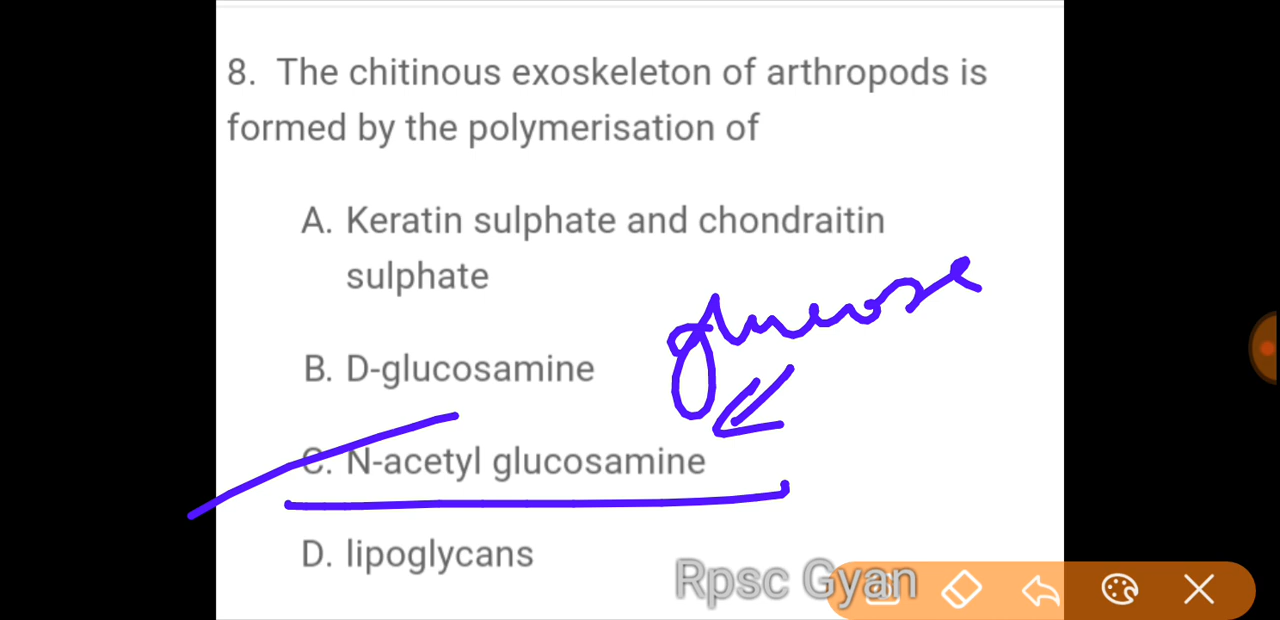 8. The chitinous exoskeleton of arthropods is
formed by the polymerisation of
A. Keratin sulphate and chondraitin
sulphate
glucose
B. D-glucosamine
C. N-acetyl glucosamine
D. lipoglycans
Rpsc Gyan